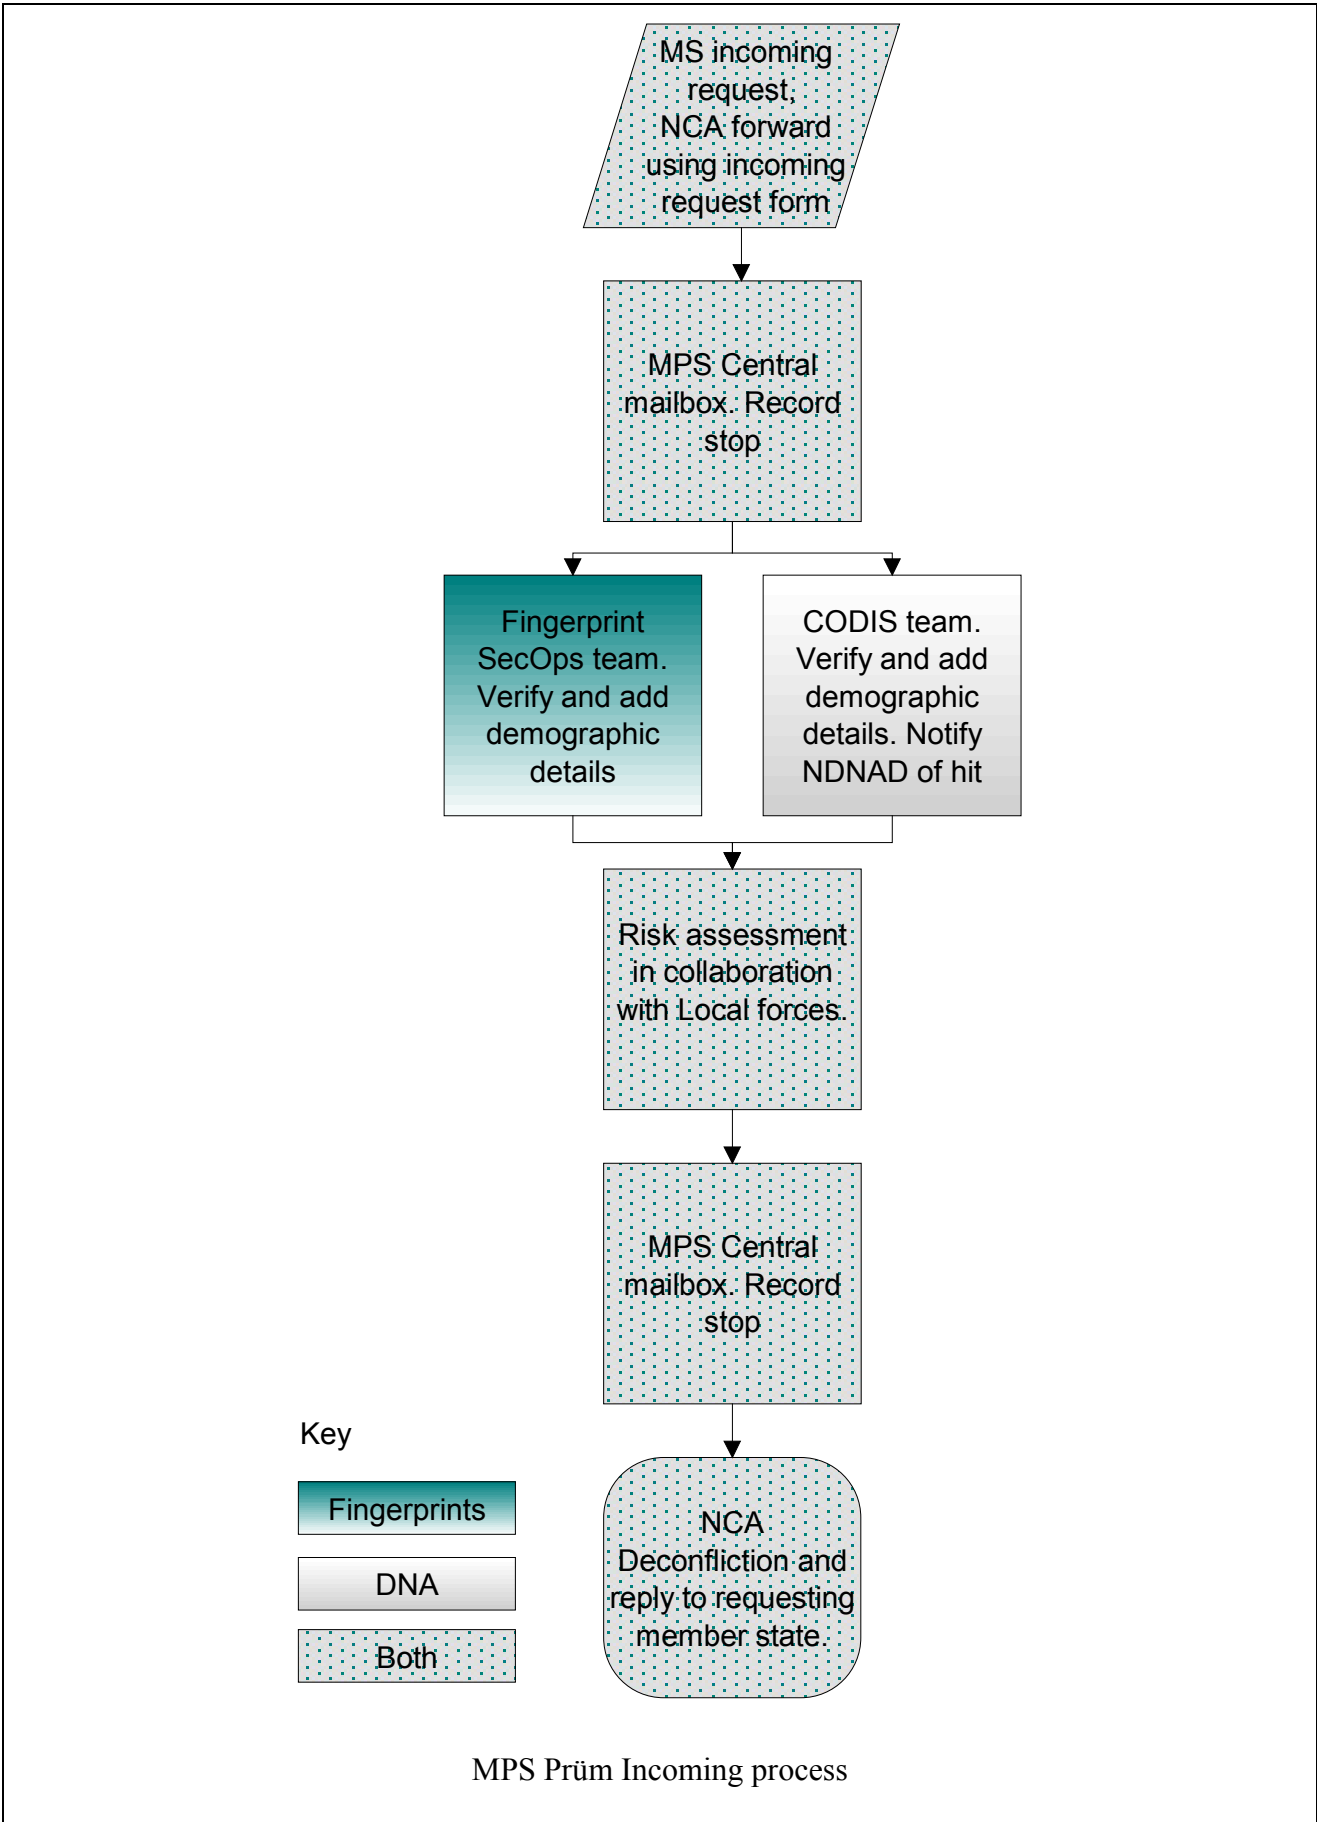 MS incoming
request,
NCA forward
using incoming
request form
MPS Central
mailbox. Record
stop
Fingerprint
SecOps team.
Verify and add
demographic
details
CODIS team.
Verify and add
demographic
details. Notify
NDNAD of hit
Risk assessment
in collaboration
with Local forces.
MPS Central
mailbox. Record
stop
NCA
Deconfliction and
reply to requesting
member state.
Key
Fingerprints
DNA
Both
MPS Prüm Incoming process